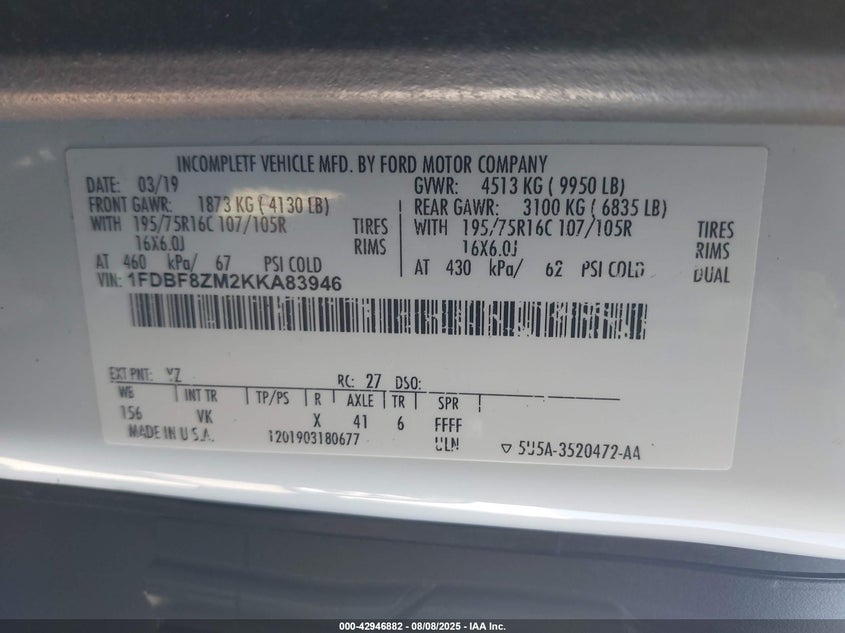 INCOMPLETE VEHICLE MFD. BY FORD MOTOR COMPANY
DATE: 03/19 GVWR: 4513 KG ( 9950 LB)
FRONT GAWR: 1873 KG ( 4130 LB) REAR GAWR: 3100 KG ( 6835 LB)
WITH 195/75R16C 107/105R TIRES WITH 195/75R16C 107/105R TIRES
16X6.0J RIMS 16X6.0J RIMS
AT 460 kPa/ 67 PSI COLD AT 430 kPa/ 62 PSI COLD DUAL
VIN: 1FDBF8ZM2KKA83946
EXT PNT: YZ RC: 27 DSO:
WB INT TR TP/PS R AXLE TR SPR
156 VK X 41 6 FFFF
MADE IN U.S.A. 1201903180677 ULN ▽ 5U5A-3520472-AA
000-42946882 - 08/08/2025 - IAA Inc.